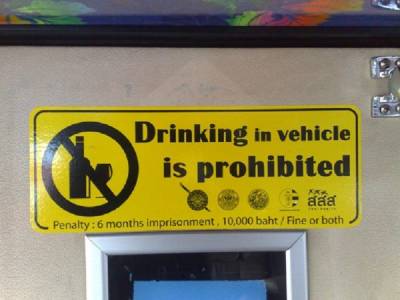 Drinking in vehicle
is prohibited
Penalty : 6 months imprisonment , 10,000 baht / Fine or both